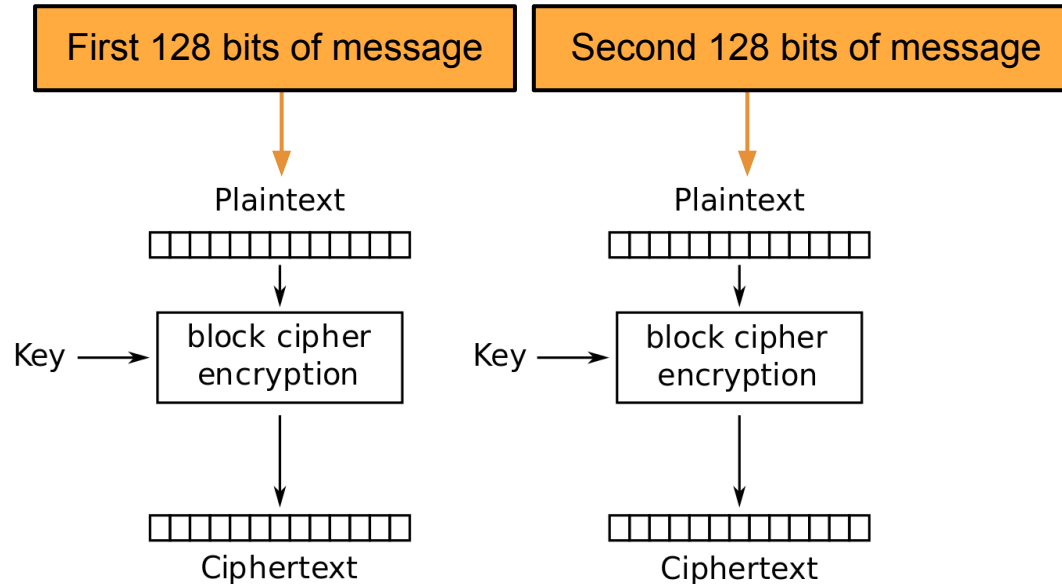 First 128 bits of message
Second 128 bits of message
Plaintext
Plaintext
Key
block cipher
encryption
Key
block cipher
encryption
Ciphertext
Ciphertext